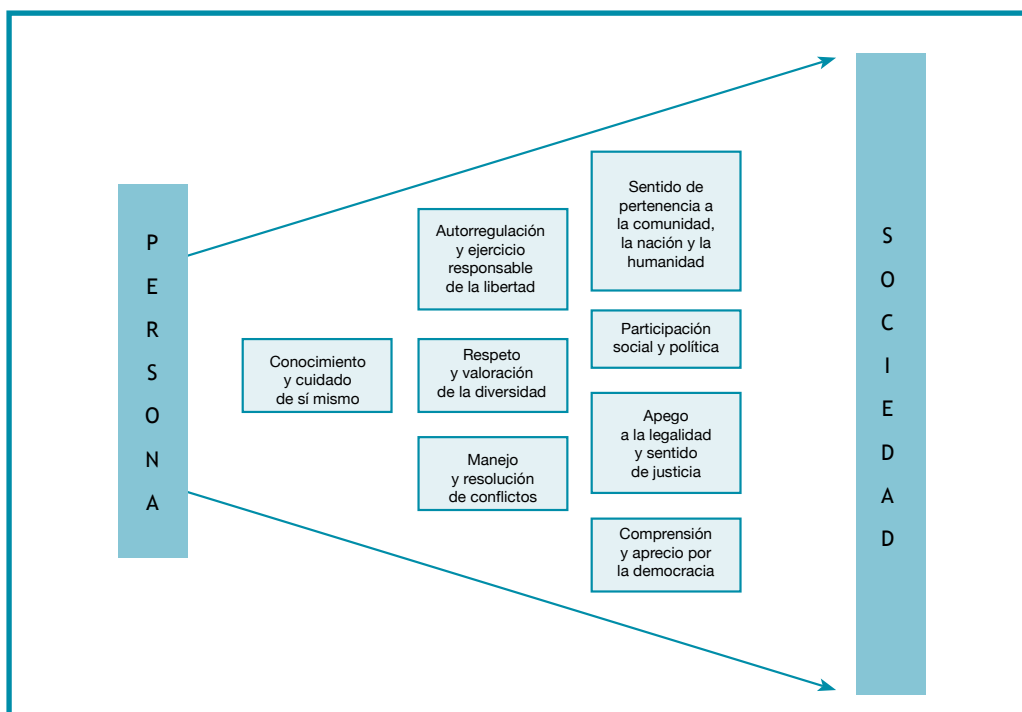 PERSONA
Conocimiento
y cuidado
de sí mismo
Autorregulación
y ejercicio
responsable
de la libertad
Respeto
y valoración
de la diversidad
Manejo
y resolución
de conflictos
Sentido de
pertenencia a
la comunidad,
la nación y la
humanidad
Participación
social y política
Apego
a la legalidad
y sentido
de justicia
Comprensión
y aprecio por
la democracia
SOCIEDAD